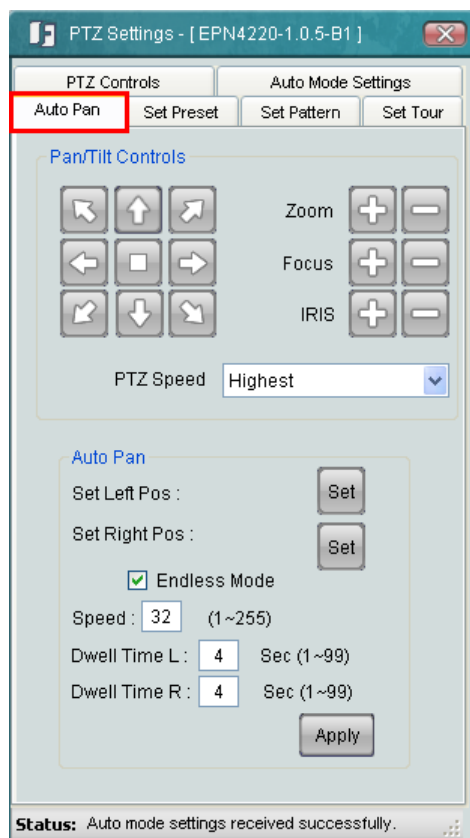 PTZ Settings - [ EPN4220-1.0.5-B1 ]
PTZ Controls Auto Mode Settings
Auto Pan Set Preset Set Pattern Set Tour
Pan/Tilt Controls
Zoom
Focus
IRIS
PTZ Speed Highest
Auto Pan
Set Left Pos : Set
Set Right Pos : Set
Endless Mode
Speed : 32 (1~255)
Dwell Time L : 4 Sec (1~99)
Dwell Time R : 4 Sec (1~99)
Apply
Status: Auto mode settings received successfully.